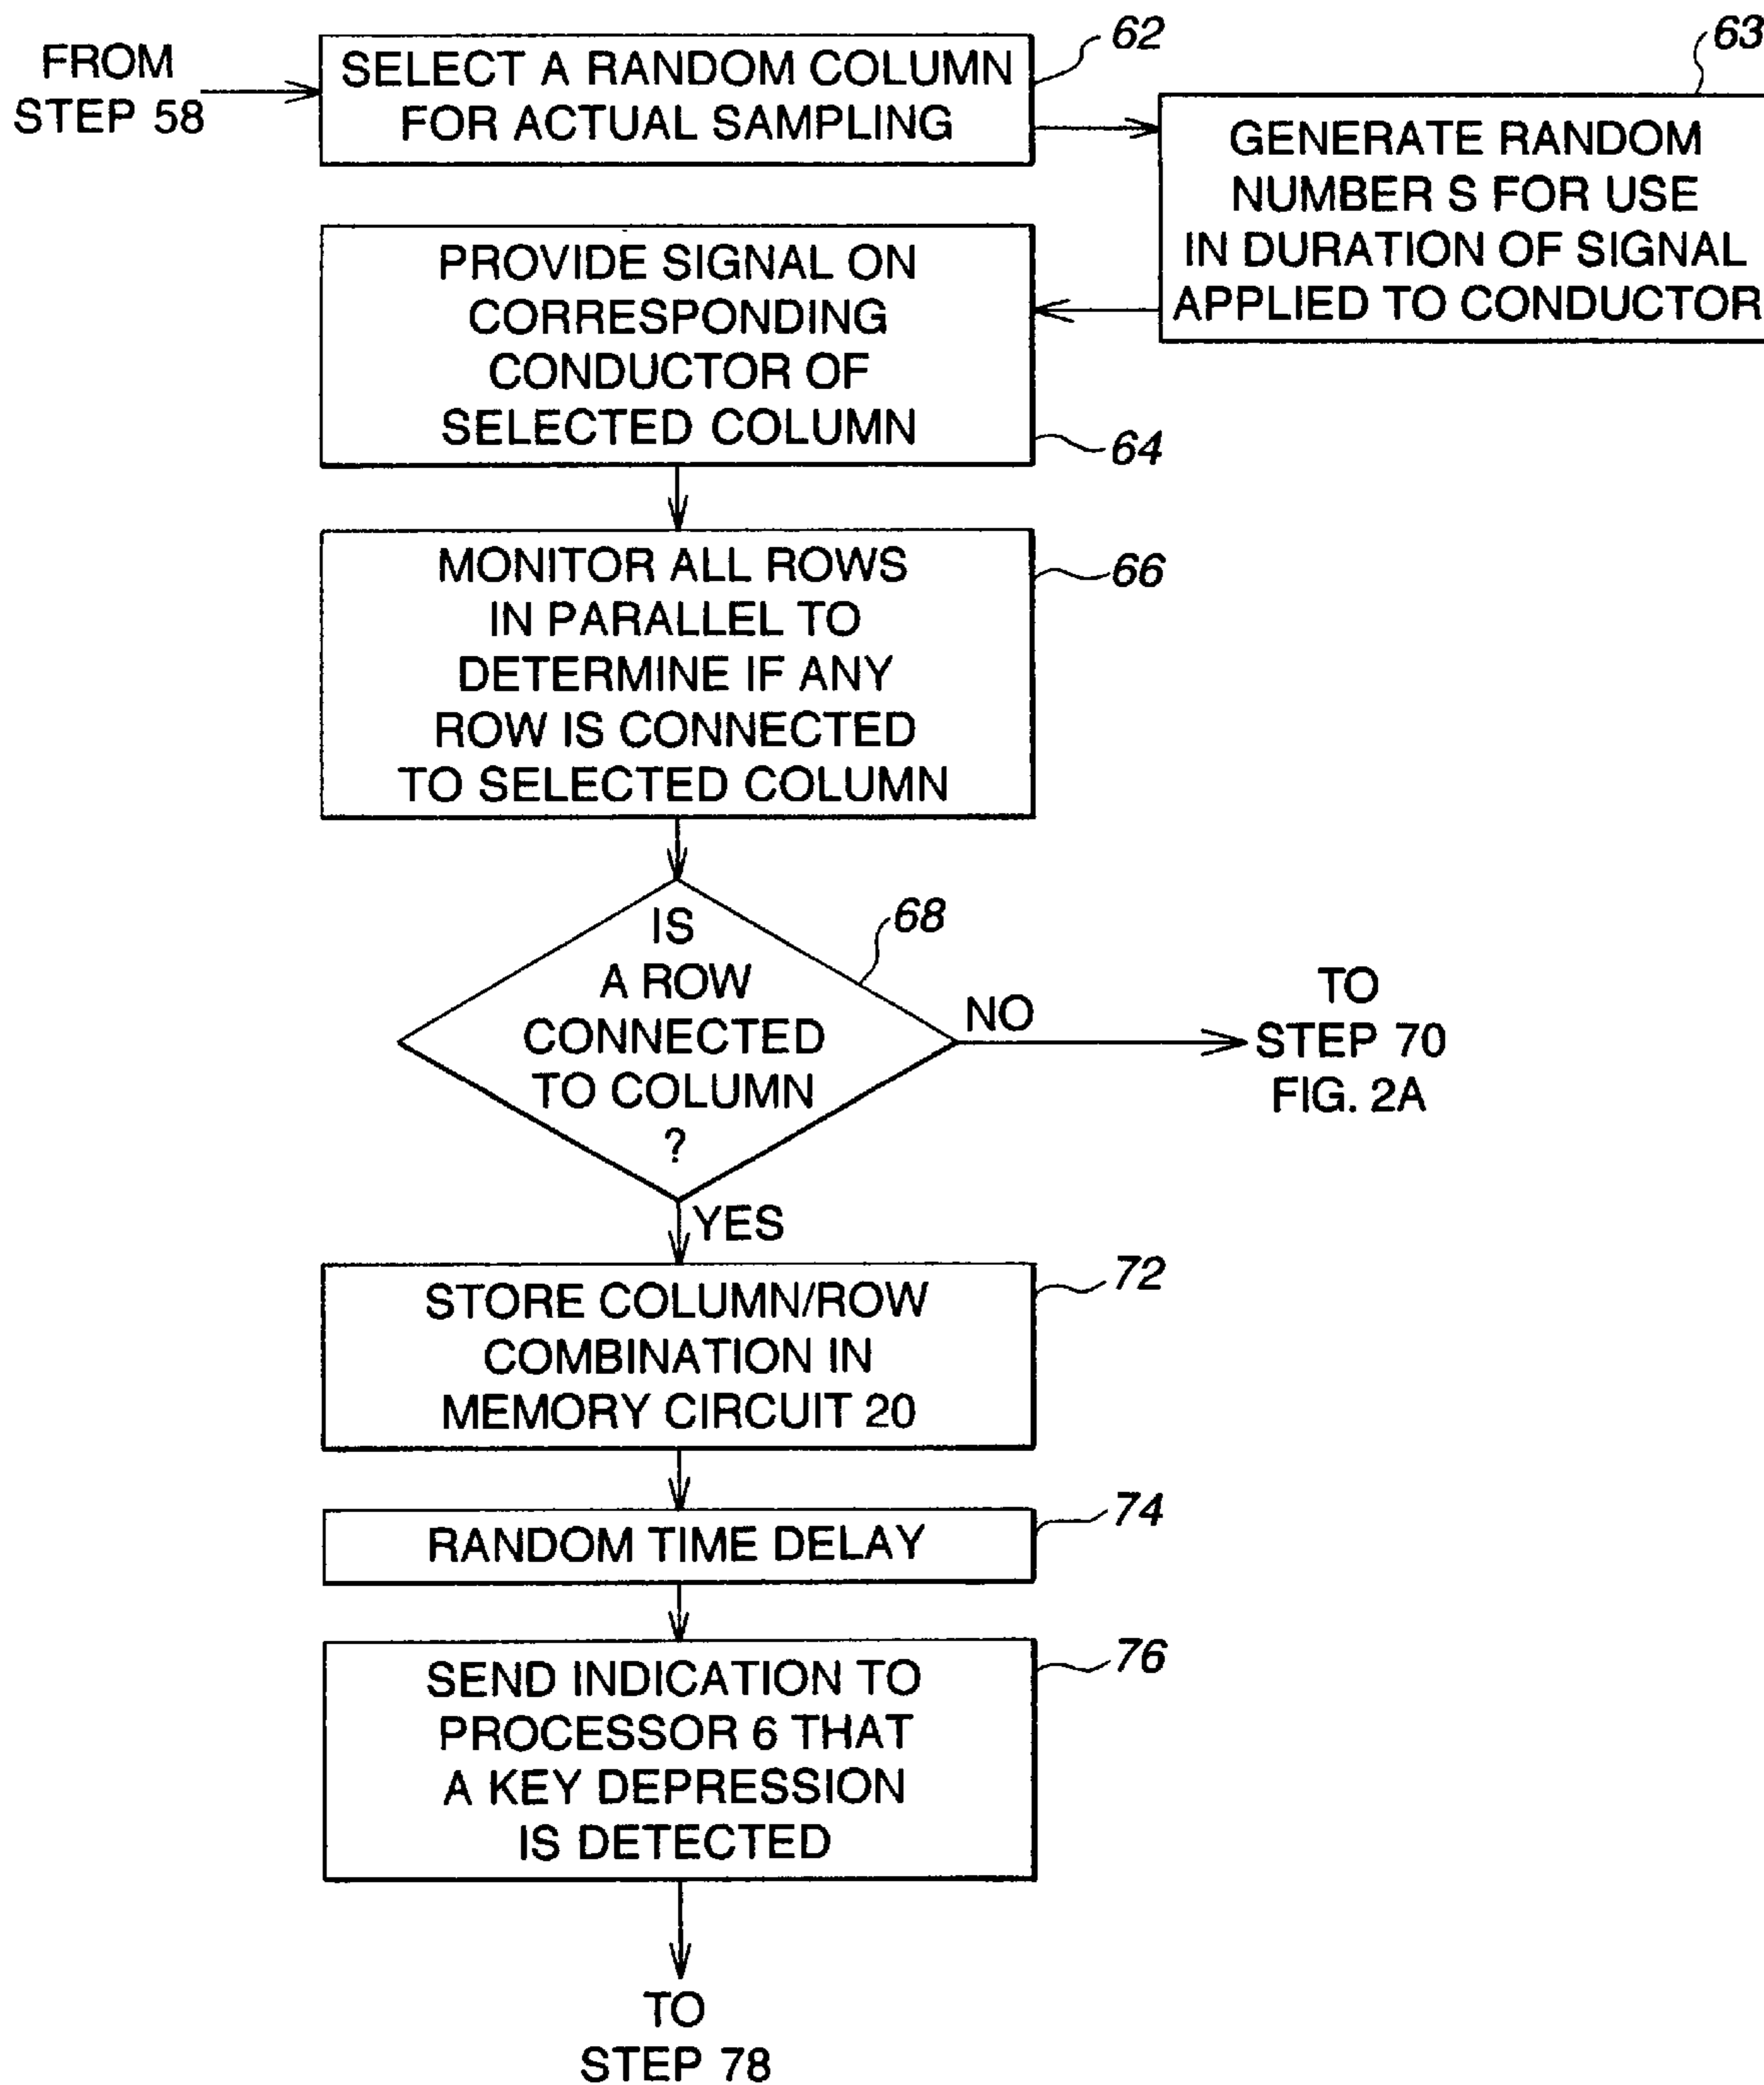 FROM
STEP 58
SELECT A RANDOM COLUMN
FOR ACTUAL SAMPLING
62
63
GENERATE RANDOM
NUMBER S FOR USE
IN DURATION OF SIGNAL
APPLIED TO CONDUCTOR
PROVIDE SIGNAL ON
CORRESPONDING
CONDUCTOR OF
SELECTED COLUMN
64
MONITOR ALL ROWS
IN PARALLEL TO
DETERMINE IF ANY
ROW IS CONNECTED
TO SELECTED COLUMN
66
IS
A ROW
CONNECTED
TO COLUMN
?
68
NO
TO
STEP 70
FIG. 2A
YES
STORE COLUMN/ROW
COMBINATION IN
MEMORY CIRCUIT 20
72
RANDOM TIME DELAY
74
SEND INDICATION TO
PROCESSOR 6 THAT
A KEY DEPRESSION
IS DETECTED
76
TO
STEP 78